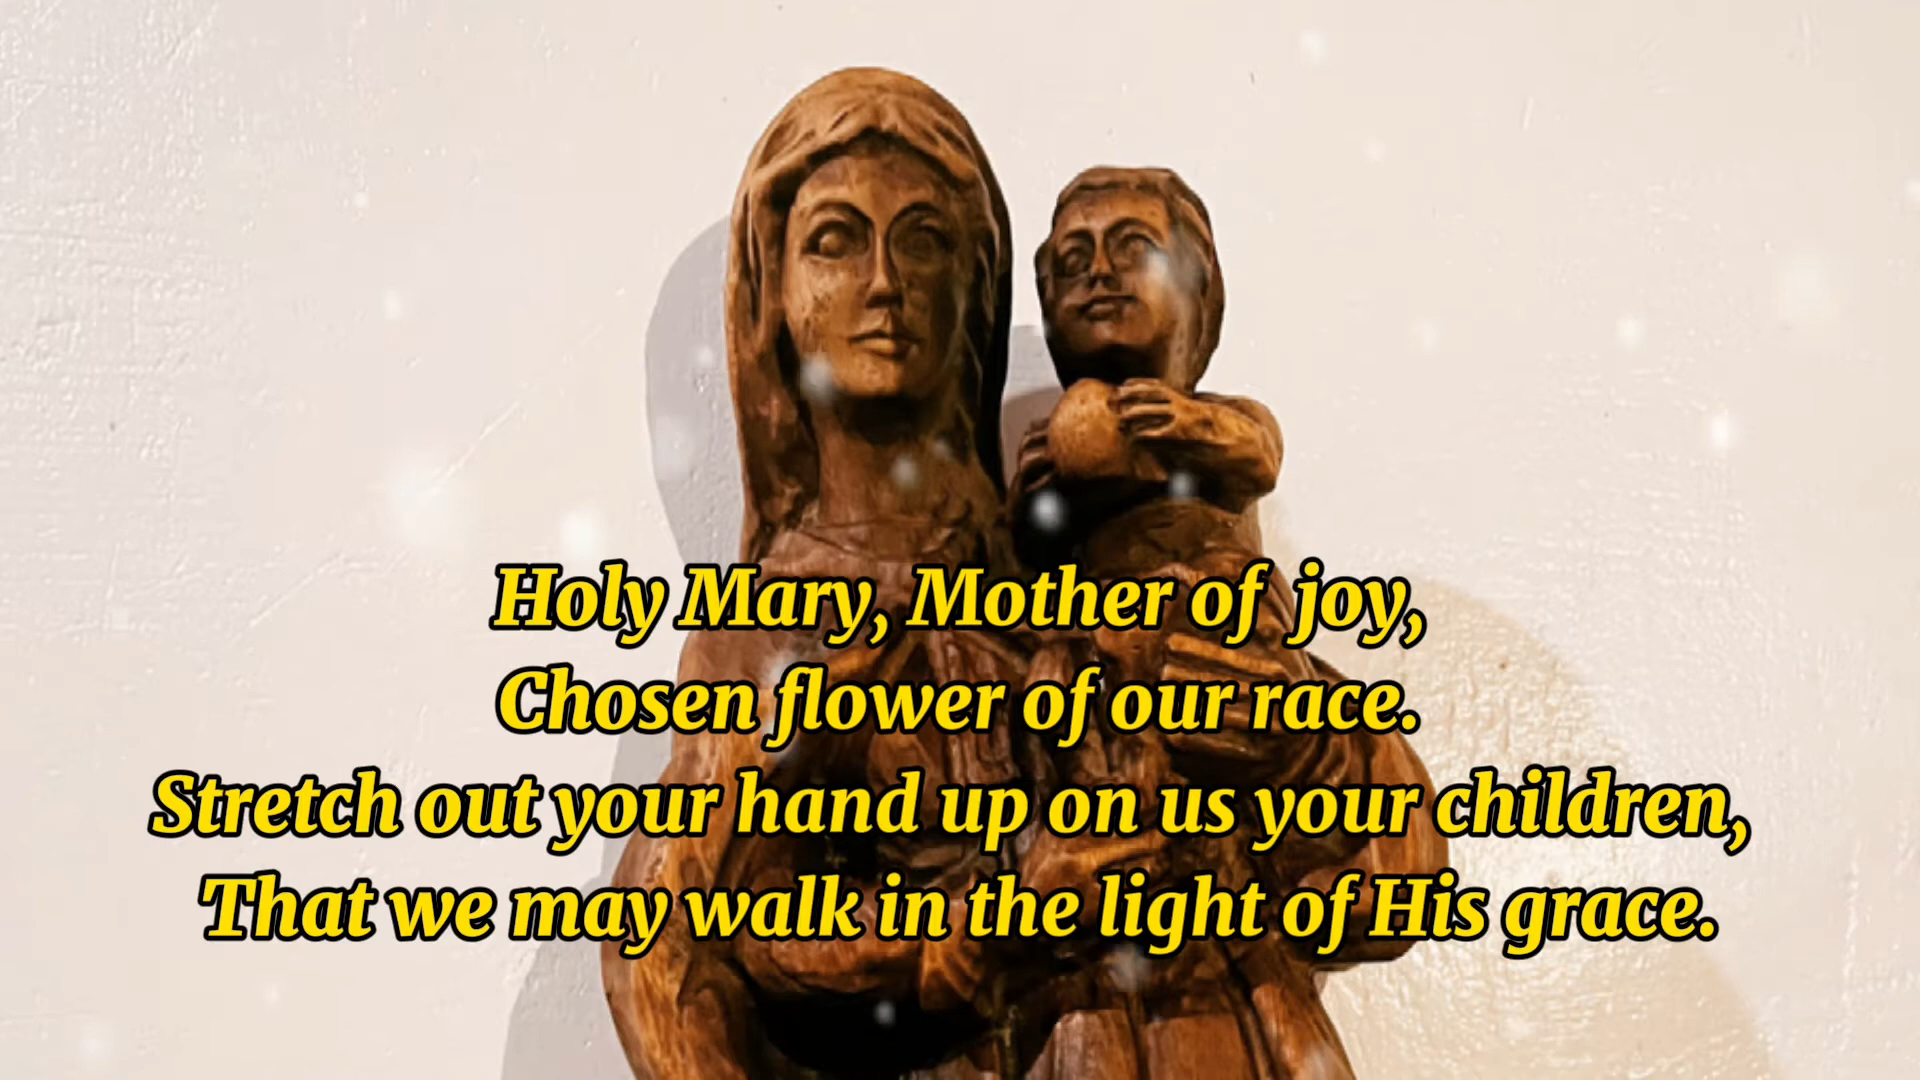 Holy Mary, Mother of joy,
Chosen flower of our race.
Stretch out your hand up on us your children,
That we may walk in the light of His grace.